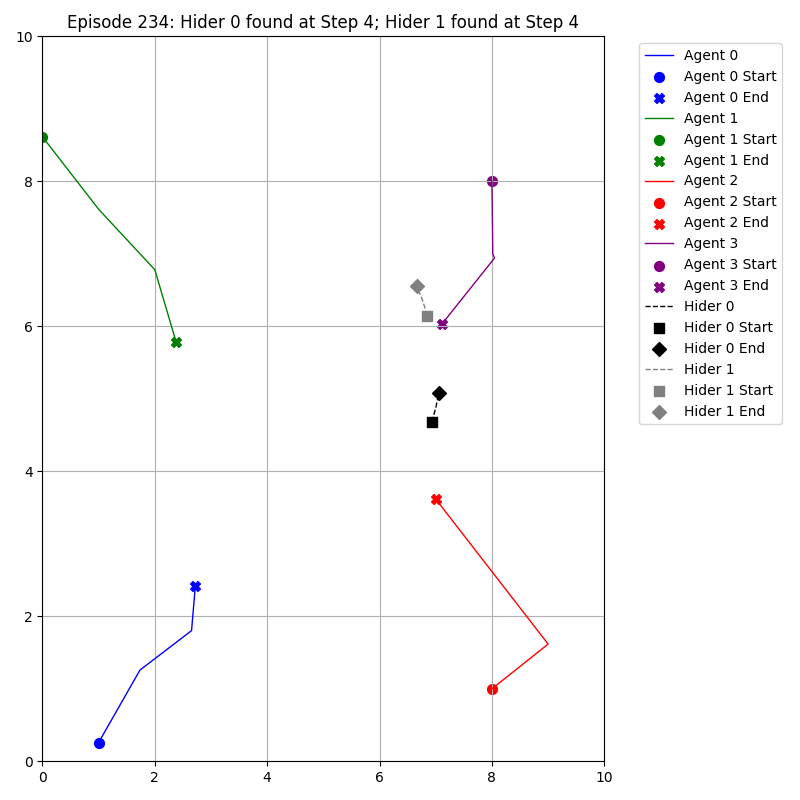 Episode 234: Hider 0 found at Step 4; Hider 1 found at Step 4
10
8
6
4
2
0
0 2 4 6 8 10
Agent 0
Agent 0 Start
Agent 0 End
Agent 1
Agent 1 Start
Agent 1 End
Agent 2
Agent 2 Start
Agent 2 End
Agent 3
Agent 3 Start
Agent 3 End
Hider 0
Hider 0 Start
Hider 0 End
Hider 1
Hider 1 Start
Hider 1 End